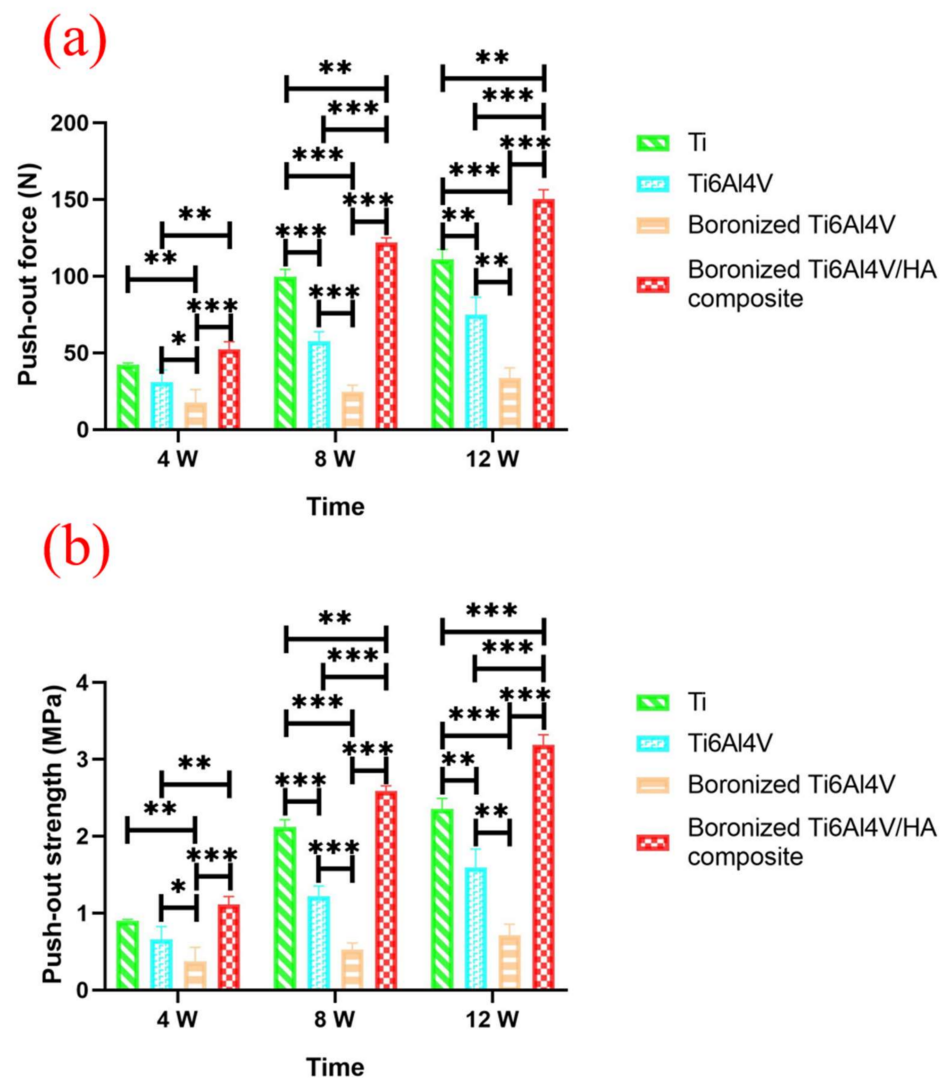 (a)
** **
*** ***
200 *** *** ***
150 ** *** ** Ti
100 ** *** *** ** Ti6Al4V
50 *** Boronized Ti6Al4V
* Boronized Ti6Al4V/HA
0 composite
Push-out force (N)
4 W 8 W 12 W
Time
(b)
** ***
*** ***
4 *** *** ***
3 ** *** *** ** Ti
2 ** *** ** Ti6Al4V
1 *** *** Boronized Ti6Al4V
* Boronized Ti6Al4V/HA
0 composite
Push-out strength (MPa)
4 W 8 W 12 W
Time